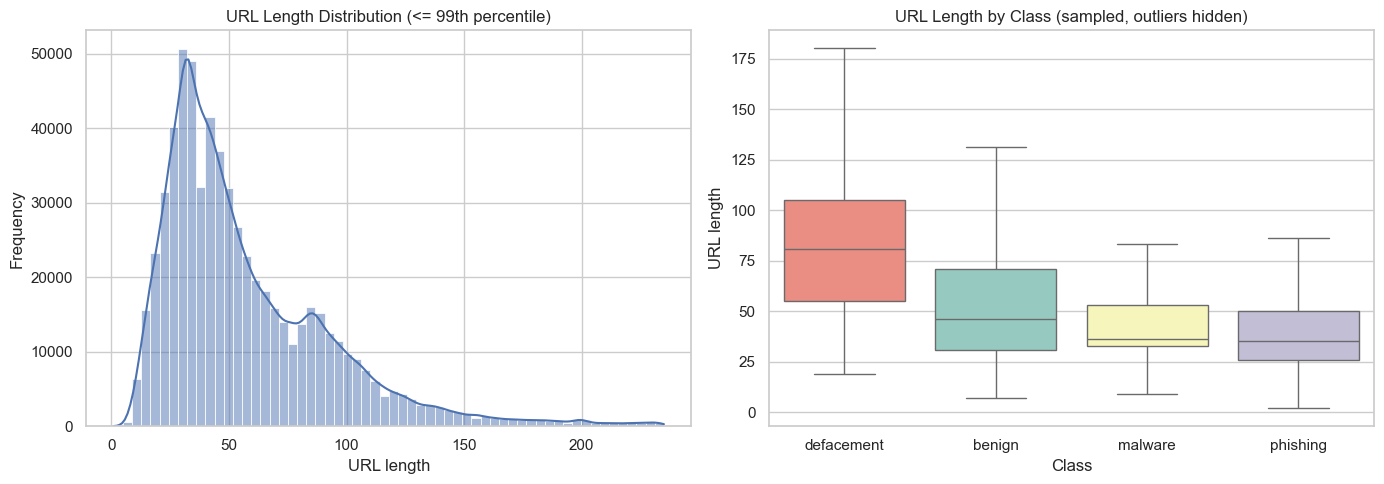 URL Length Distribution (<= 99th percentile)
50000
40000
30000
20000
10000
0
Frequency
0 50 100 150 200
URL length
URL Length by Class (sampled, outliers hidden)
175
150
125
100
75
50
25
0
URL length
defacement benign malware phishing
Class